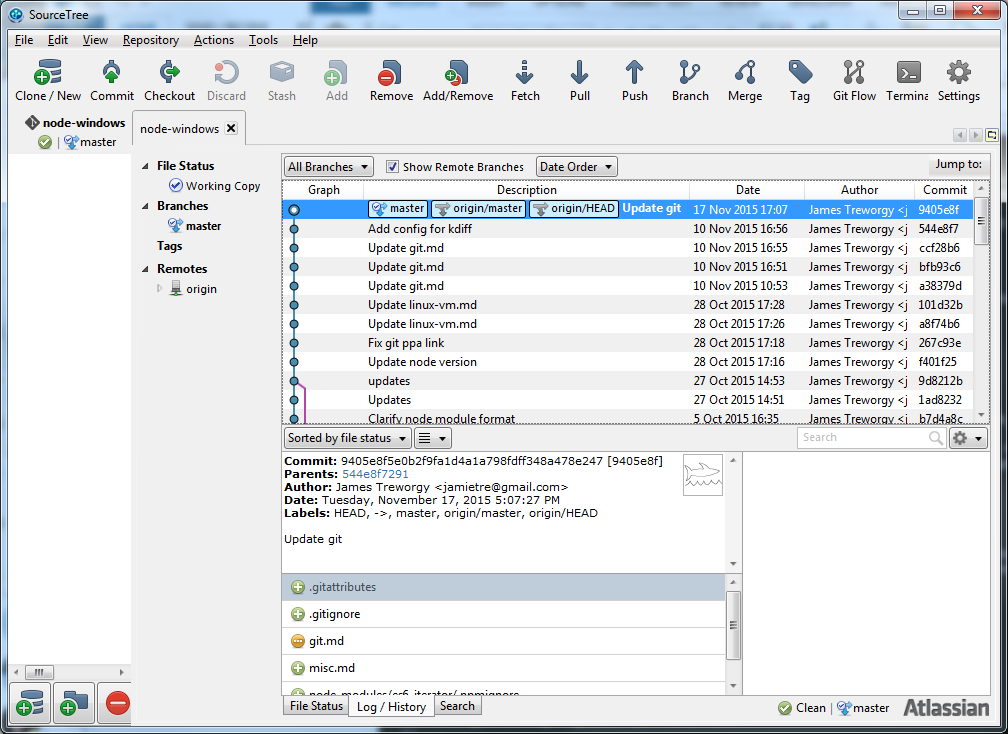 SourceTree
File Edit View Repository Actions Tools Help
Clone / New Commit Checkout Discard Stash Add Remove Add/Remove Fetch Pull Push Branch Merge Tag Git Flow Termina Settings
node-windows
master
node-windows
File Status
Working Copy
Branches
master
Tags
Remotes
origin
All Branches Show Remote Branches Date Order Jump to:
Graph Description Date Author Commit
master origin/master origin/HEAD Update git 17 Nov 2015 17:07 James Treworgy <j 9405e8f
Add config for kdiff 10 Nov 2015 16:56 James Treworgy <j 544e8f7
Update git.md 10 Nov 2015 16:55 James Treworgy <j ccf28b6
Update git.md 10 Nov 2015 16:51 James Treworgy <j bfb93c6
Update git.md 10 Nov 2015 10:53 James Treworgy <j a38379d
Update linux-vm.md 28 Oct 2015 17:28 James Treworgy <j 101d32b
Update linux-vm.md 28 Oct 2015 17:26 James Treworgy <j a8f74b6
Fix git ppa link 28 Oct 2015 17:18 James Treworgy <j 267c93e
Update node version 28 Oct 2015 17:16 James Treworgy <j f401f25
updates 27 Oct 2015 14:53 James Treworgy <j 9d8212b
Updates 27 Oct 2015 14:51 James Treworgy <j 1ad8232
Clarify node module format 5 Oct 2015 16:35 James Treworgy <j b7d4a8c
Sorted by file status Search
Commit: 9405e8f5e0b2f9fa1d4a1a798fdff348a478e247 [9405e8f]
Parents: 544e8f7291
Author: James Treworgy <jamietre@gmail.com>
Date: Tuesday, November 17, 2015 5:07:27 PM
Labels: HEAD, ->, master, origin/master, origin/HEAD
Update git
.gitattributes
.gitignore
git.md
misc.md
node_modules/es6_iterator/.npmignore
File Status Log / History Search
Clean master Atlassian